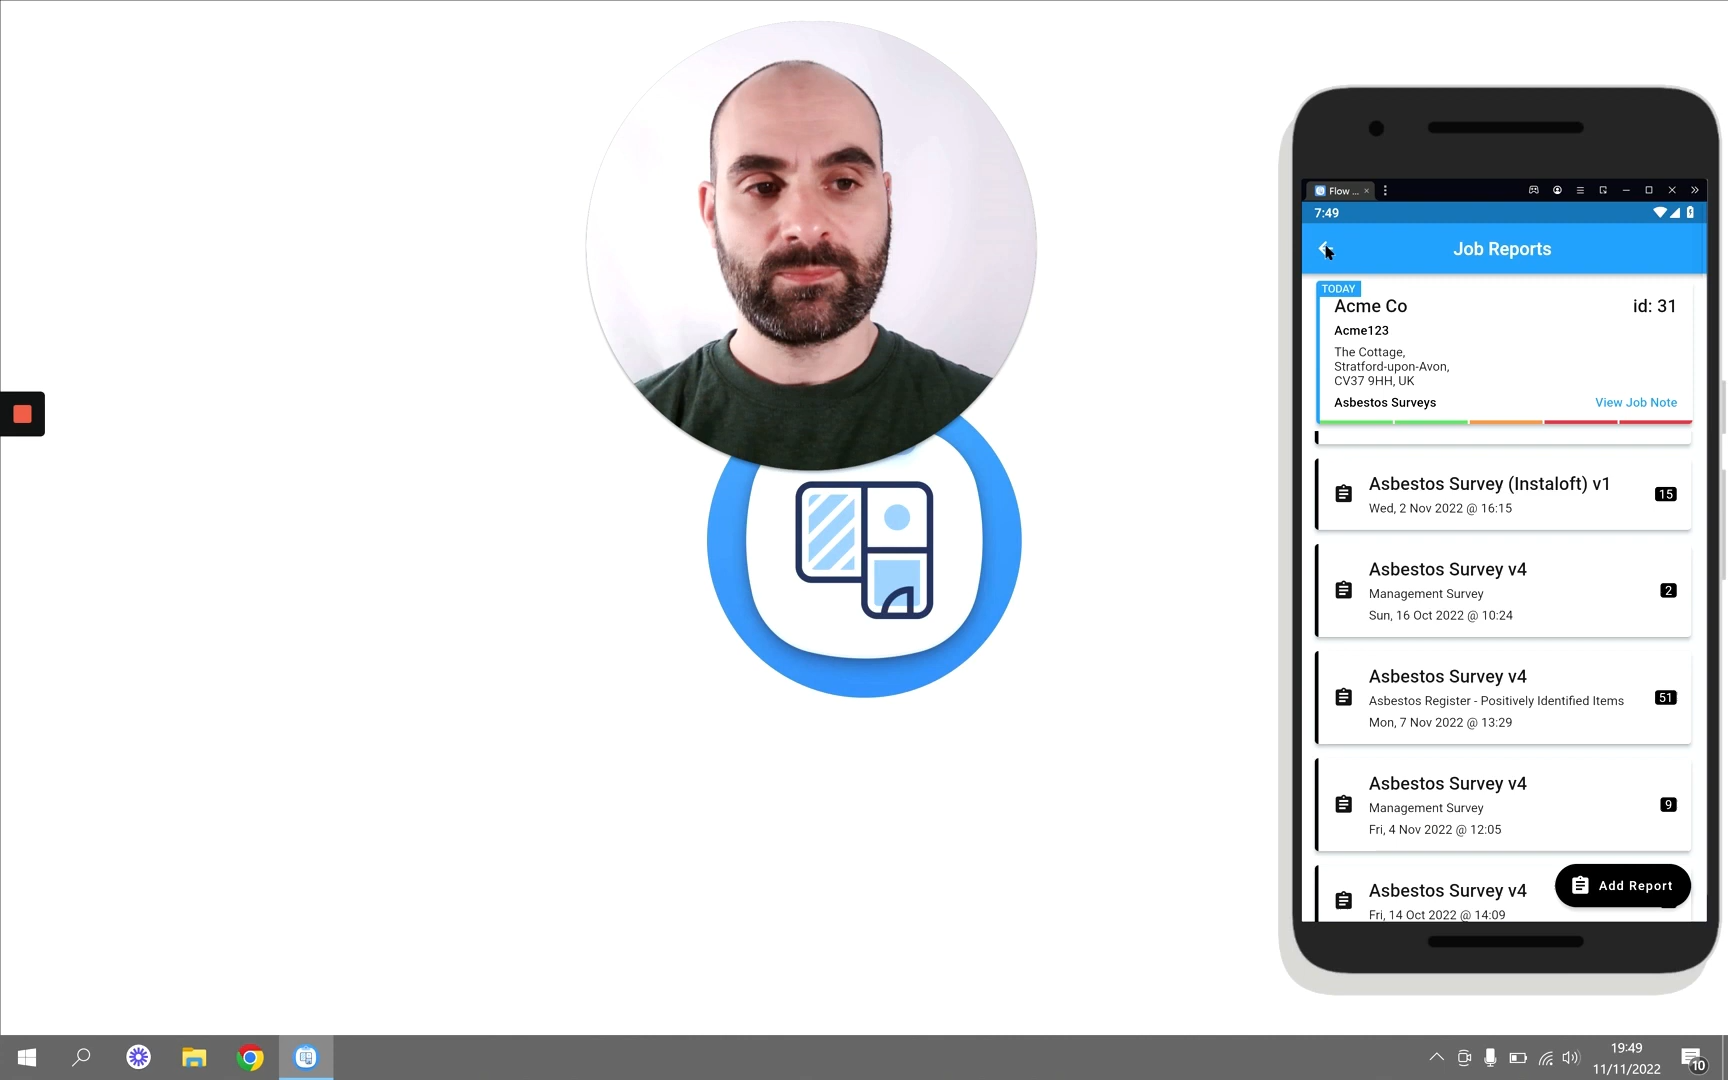 Flow ...
7:49
Job Reports
TODAY
Acme Co
id: 31
Acme123
The Cottage,
Stratford-upon-Avon,
CV37 9HH, UK
Asbestos Surveys
View Job Note
Asbestos Survey (Instaloft) v1
15
Wed, 2 Nov 2022 @ 16:15
Asbestos Survey v4
Management Survey
2
Sun, 16 Oct 2022 @ 10:24
Asbestos Survey v4
Asbestos Register - Positively Identified Items
51
Mon, 7 Nov 2022 @ 13:29
Asbestos Survey v4
Management Survey
9
Fri, 4 Nov 2022 @ 12:05
Asbestos Survey v4
Add Report
Fri, 14 Oct 2022 @ 14:09
19:49
11/11/2022
10